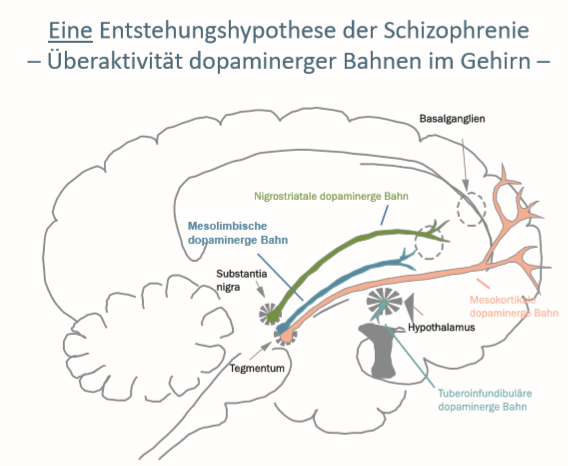 Eine Entstehungshypothese der Schizophrenie
– Überaktivität dopaminerger Bahnen im Gehirn –
Basalganglien
Nigrostriatale dopaminerge Bahn
Mesolimbische
dopaminerge Bahn
Substantia
nigra
Mesokortikale
dopaminerge Bahn
Hypothalamus
Tegmentum
Tuberoinfundibuläre
dopaminerge Bahn